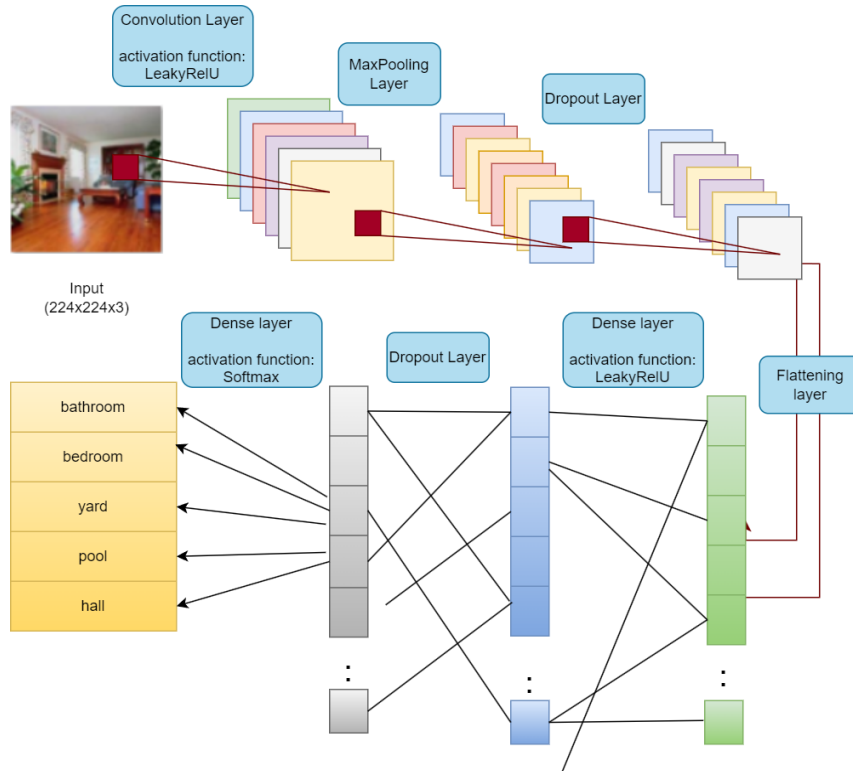 Convolution Layer
activation function:
LeakyRelU
MaxPooling
Layer
Dropout Layer
Input
(224x224x3)
Dense layer
activation function:
Softmax
Dropout Layer
Dense layer
activation function:
LeakyRelU
Flattening
layer
bathroom
bedroom
yard
pool
hall